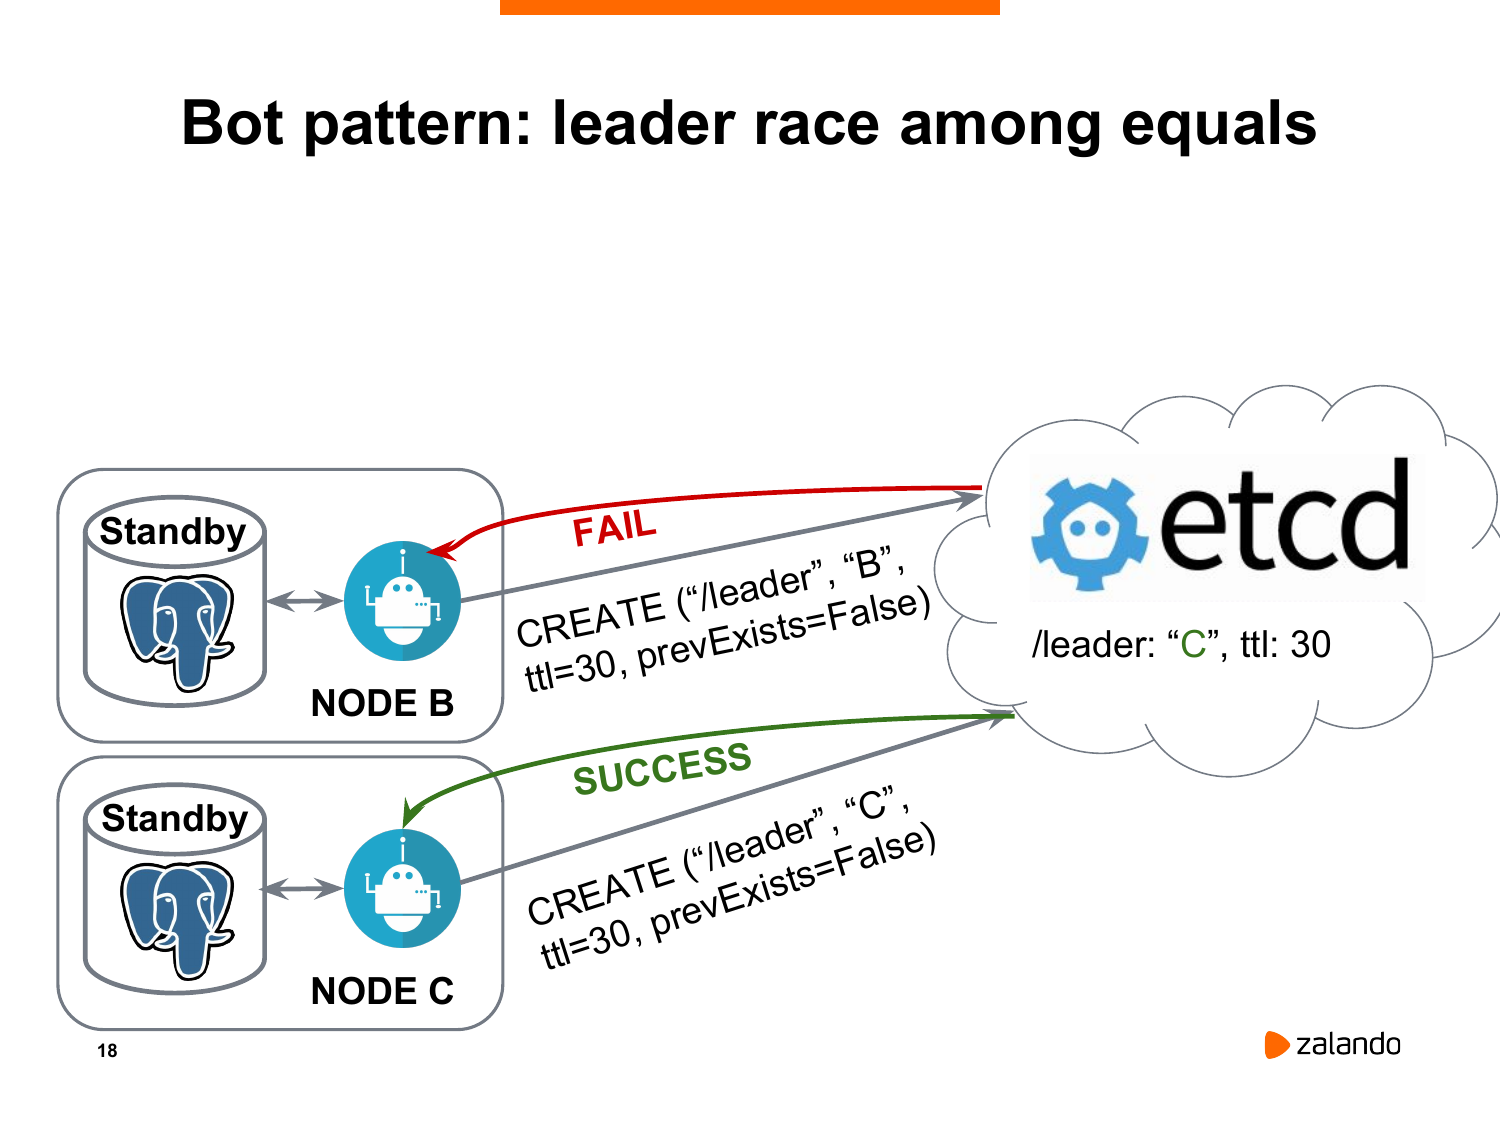 Bot pattern: leader race among equals
etcd
Standby
FAIL
CREATE (“/leader”, “B”,
ttl=30, prevExists=False)
/leader: “C”, ttl: 30
NODE B
SUCCESS
Standby
CREATE (“/leader”, “C”,
ttl=30, prevExists=False)
NODE C
18
zalando